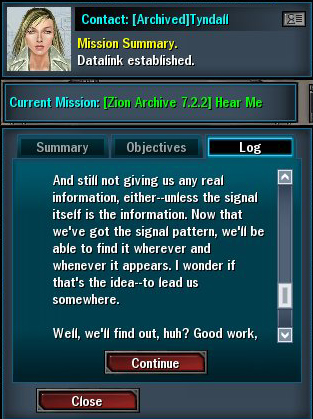 Contact: [Archived]Tyndall
Mission Summary.
Datalink established.
Current Mission: [Zion Archive 7.2.2] Hear Me
Summary
Objectives
Log
And still not giving us any real
information, either--unless the signal
itself is the information. Now that
we've got the signal pattern, we'll be
able to find it wherever and
whenever it appears. I wonder if
that's the idea--to lead us
somewhere.
Well, we'll find out, huh? Good work,
Continue
Close